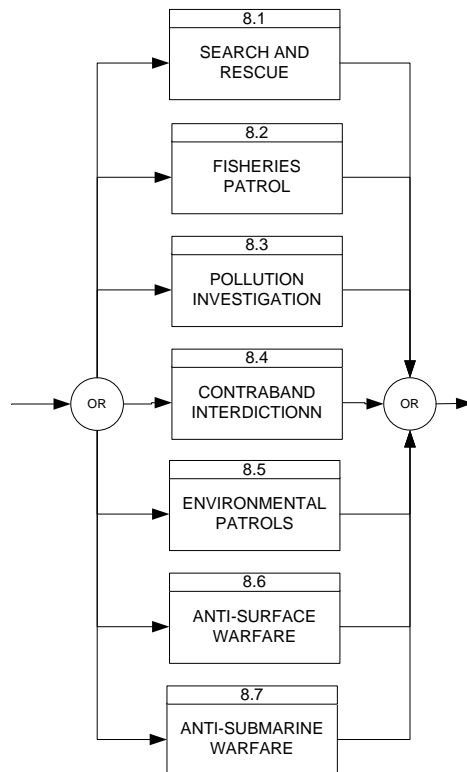 8.1
SEARCH AND
RESCUE
8.2
FISHERIES
PATROL
8.3
POLLUTION
INVESTIGATION
8.4
OR
CONTRABAND
INTERDICTIONN
OR
8.5
ENVIRONMENTAL
PATROLS
8.6
ANTI-SURFACE
WARFARE
8.7
ANTI-SUBMARINE
WARFARE